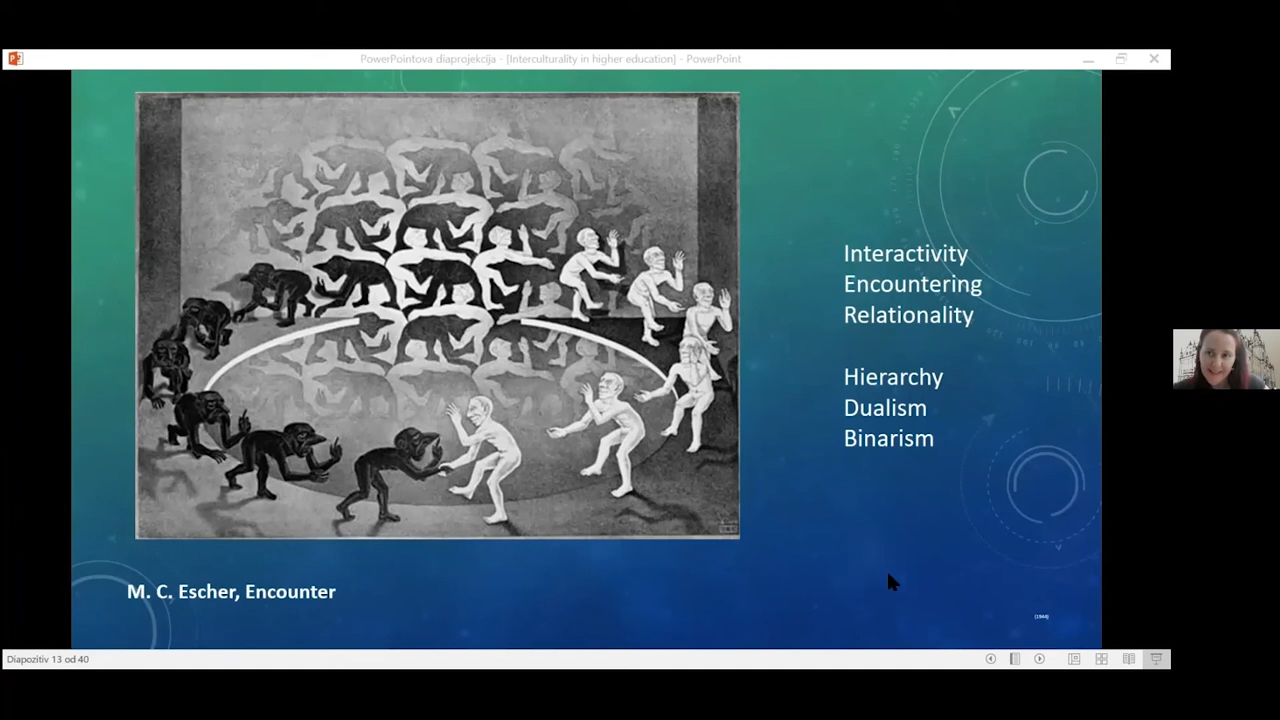 PowerPointova diaprojekcija - [Interculturality in higher education] - PowerPoint
Interactivity
Encountering
Relationality
Hierarchy
Dualism
Binarism
M. C. Escher, Encounter
(1944)
Diapozitiv 13 od 40